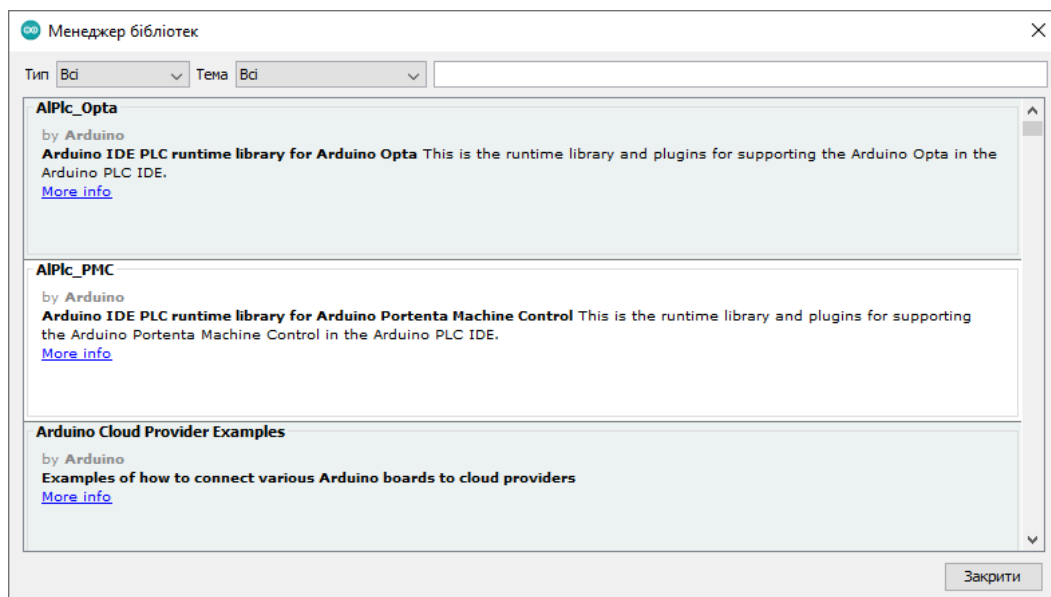 Менеджер бібліотек
Тип Всі Тема Всі
AlPlc_Opta
by Arduino
Arduino IDE PLC runtime library for Arduino Opta This is the runtime library and plugins for supporting the Arduino Opta in the
Arduino PLC IDE.
More info
AlPlc_PMC
by Arduino
Arduino IDE PLC runtime library for Arduino Portenta Machine Control This is the runtime library and plugins for supporting
the Arduino Portenta Machine Control in the Arduino PLC IDE.
More info
Arduino Cloud Provider Examples
by Arduino
Examples of how to connect various Arduino boards to cloud providers
More info
Закрити